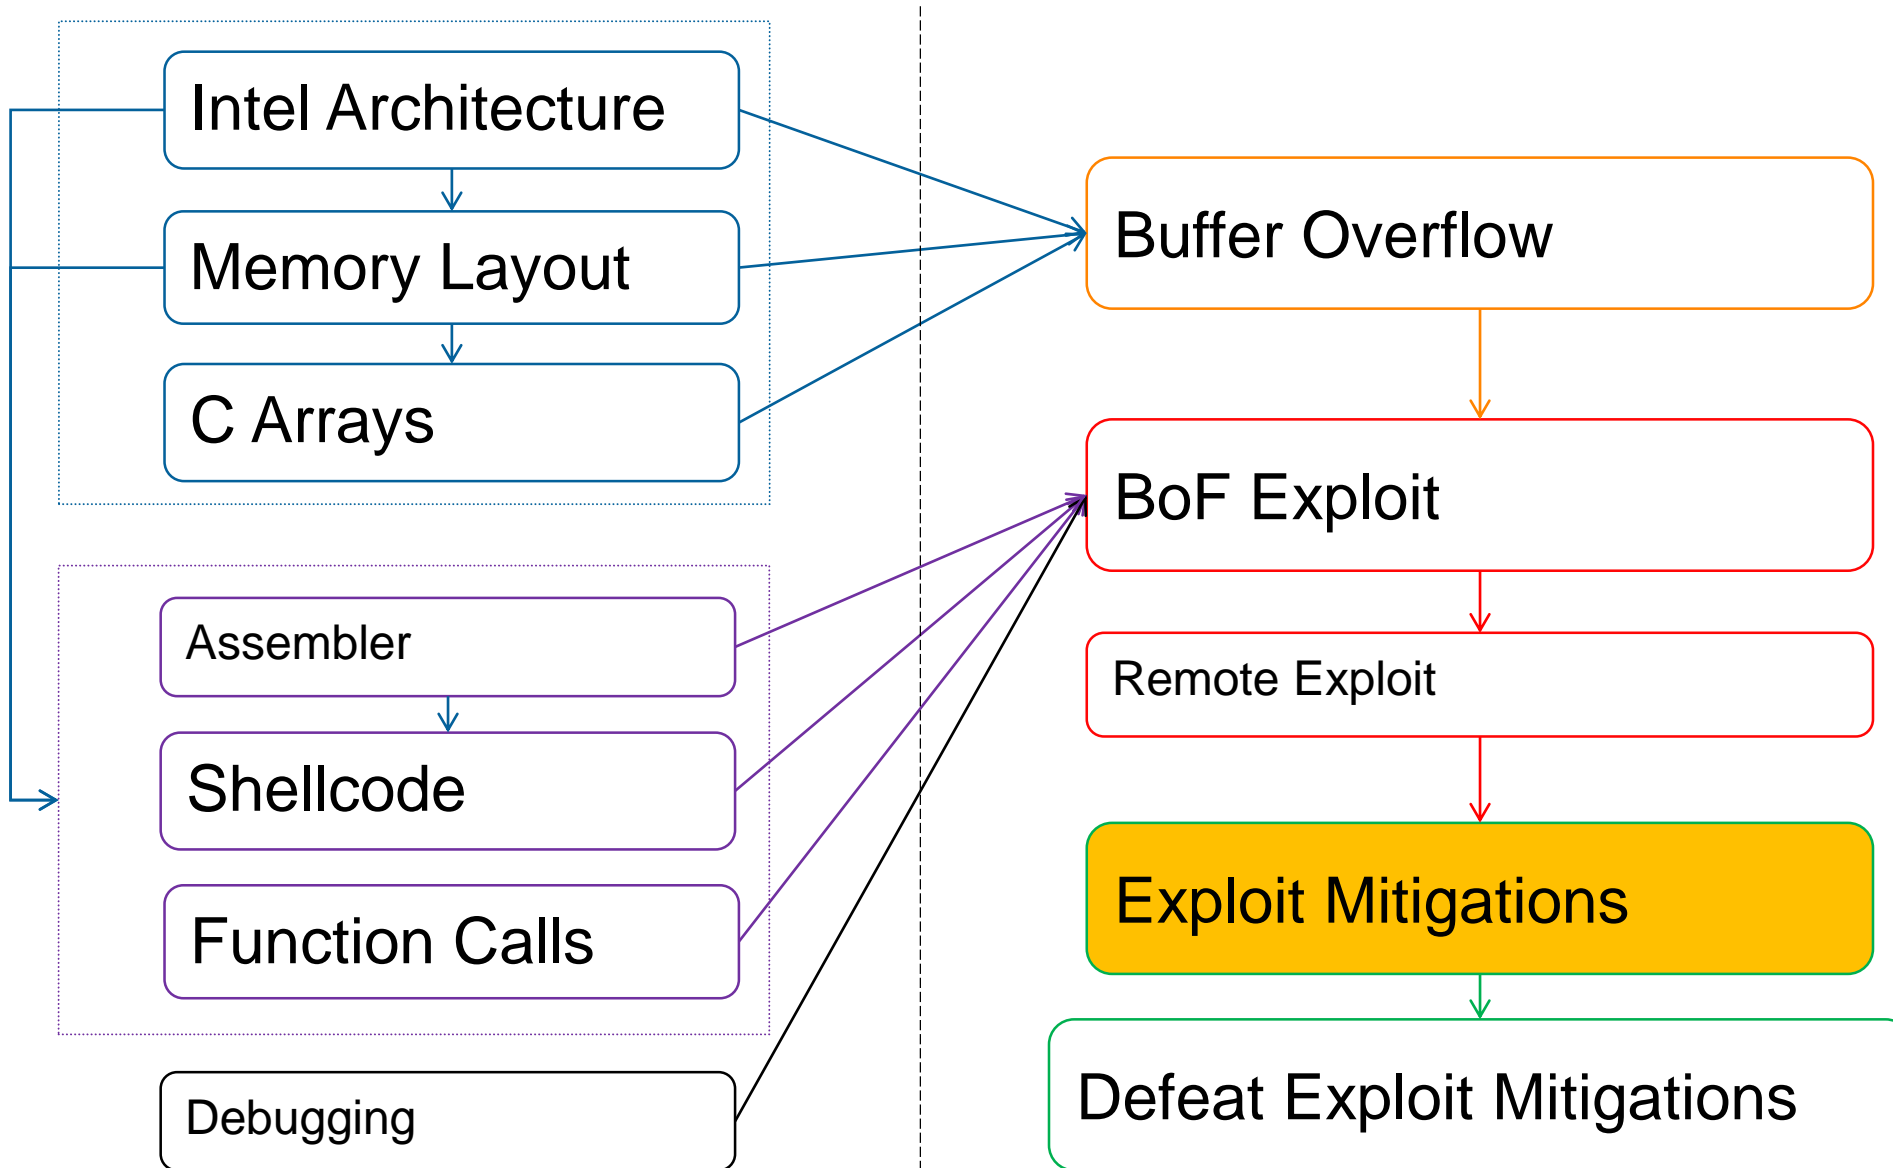 Intel Architecture
Memory Layout
C Arrays
Assembler
Shellcode
Function Calls
Debugging
Buffer Overflow
BoF Exploit
Remote Exploit
Exploit Mitigations
Defeat Exploit Mitigations